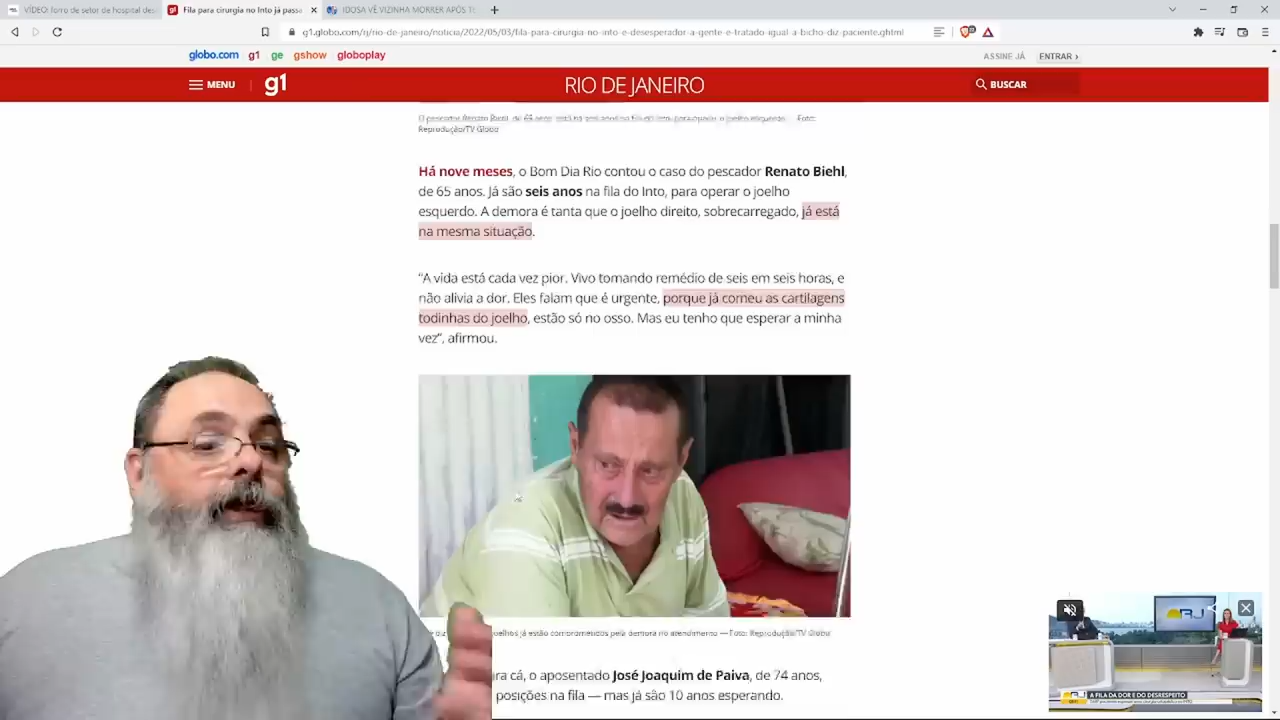 VÍDEO: forro de setor de hospital des
Fila para cirurgia no Into já passa
IDOSA VÊ VIZINHA MORRER APÓS
g1.globo.com/rj/rio-de-janeiro/noticia/2022/05/03/fila-para-cirurgia-no-into-e-desesperador-a-gente-e-tratado-igual-a-bicho-diz-paciente.ghtml
globo.com g1 ge gshow globoplay
ASSINE JÁ ENTRAR
MENU g1 RIO DE JANEIRO BUSCAR
O pescador Renato Biehl, de 65 anos, está há seis anos na fila do Into para operar o joelho esquerdo — Foto:
Reprodução/TV Globo
Há nove meses, o Bom Dia Rio contou o caso do pescador Renato Biehl,
de 65 anos. Já são seis anos na fila do Into, para operar o joelho
esquerdo. A demora é tanta que o joelho direito, sobrecarregado, já está
na mesma situação.
“A vida está cada vez pior. Vivo tomando remédio de seis em seis horas, e
não alivia a dor. Eles falam que é urgente, porque já comeu as cartilagens
todinhas do joelho, estão só no osso. Mas eu tenho que esperar a minha
vez”, afirmou.
joelhos já estão comprometidos pela demora no atendimento — Foto: Reprodução/TV Globo
ra cá, o aposentado José Joaquim de Paiva, de 74 anos,
posições na fila — mas já são 10 anos esperando.
RJ
A FILA DA DOR E DO DESRESPEITO